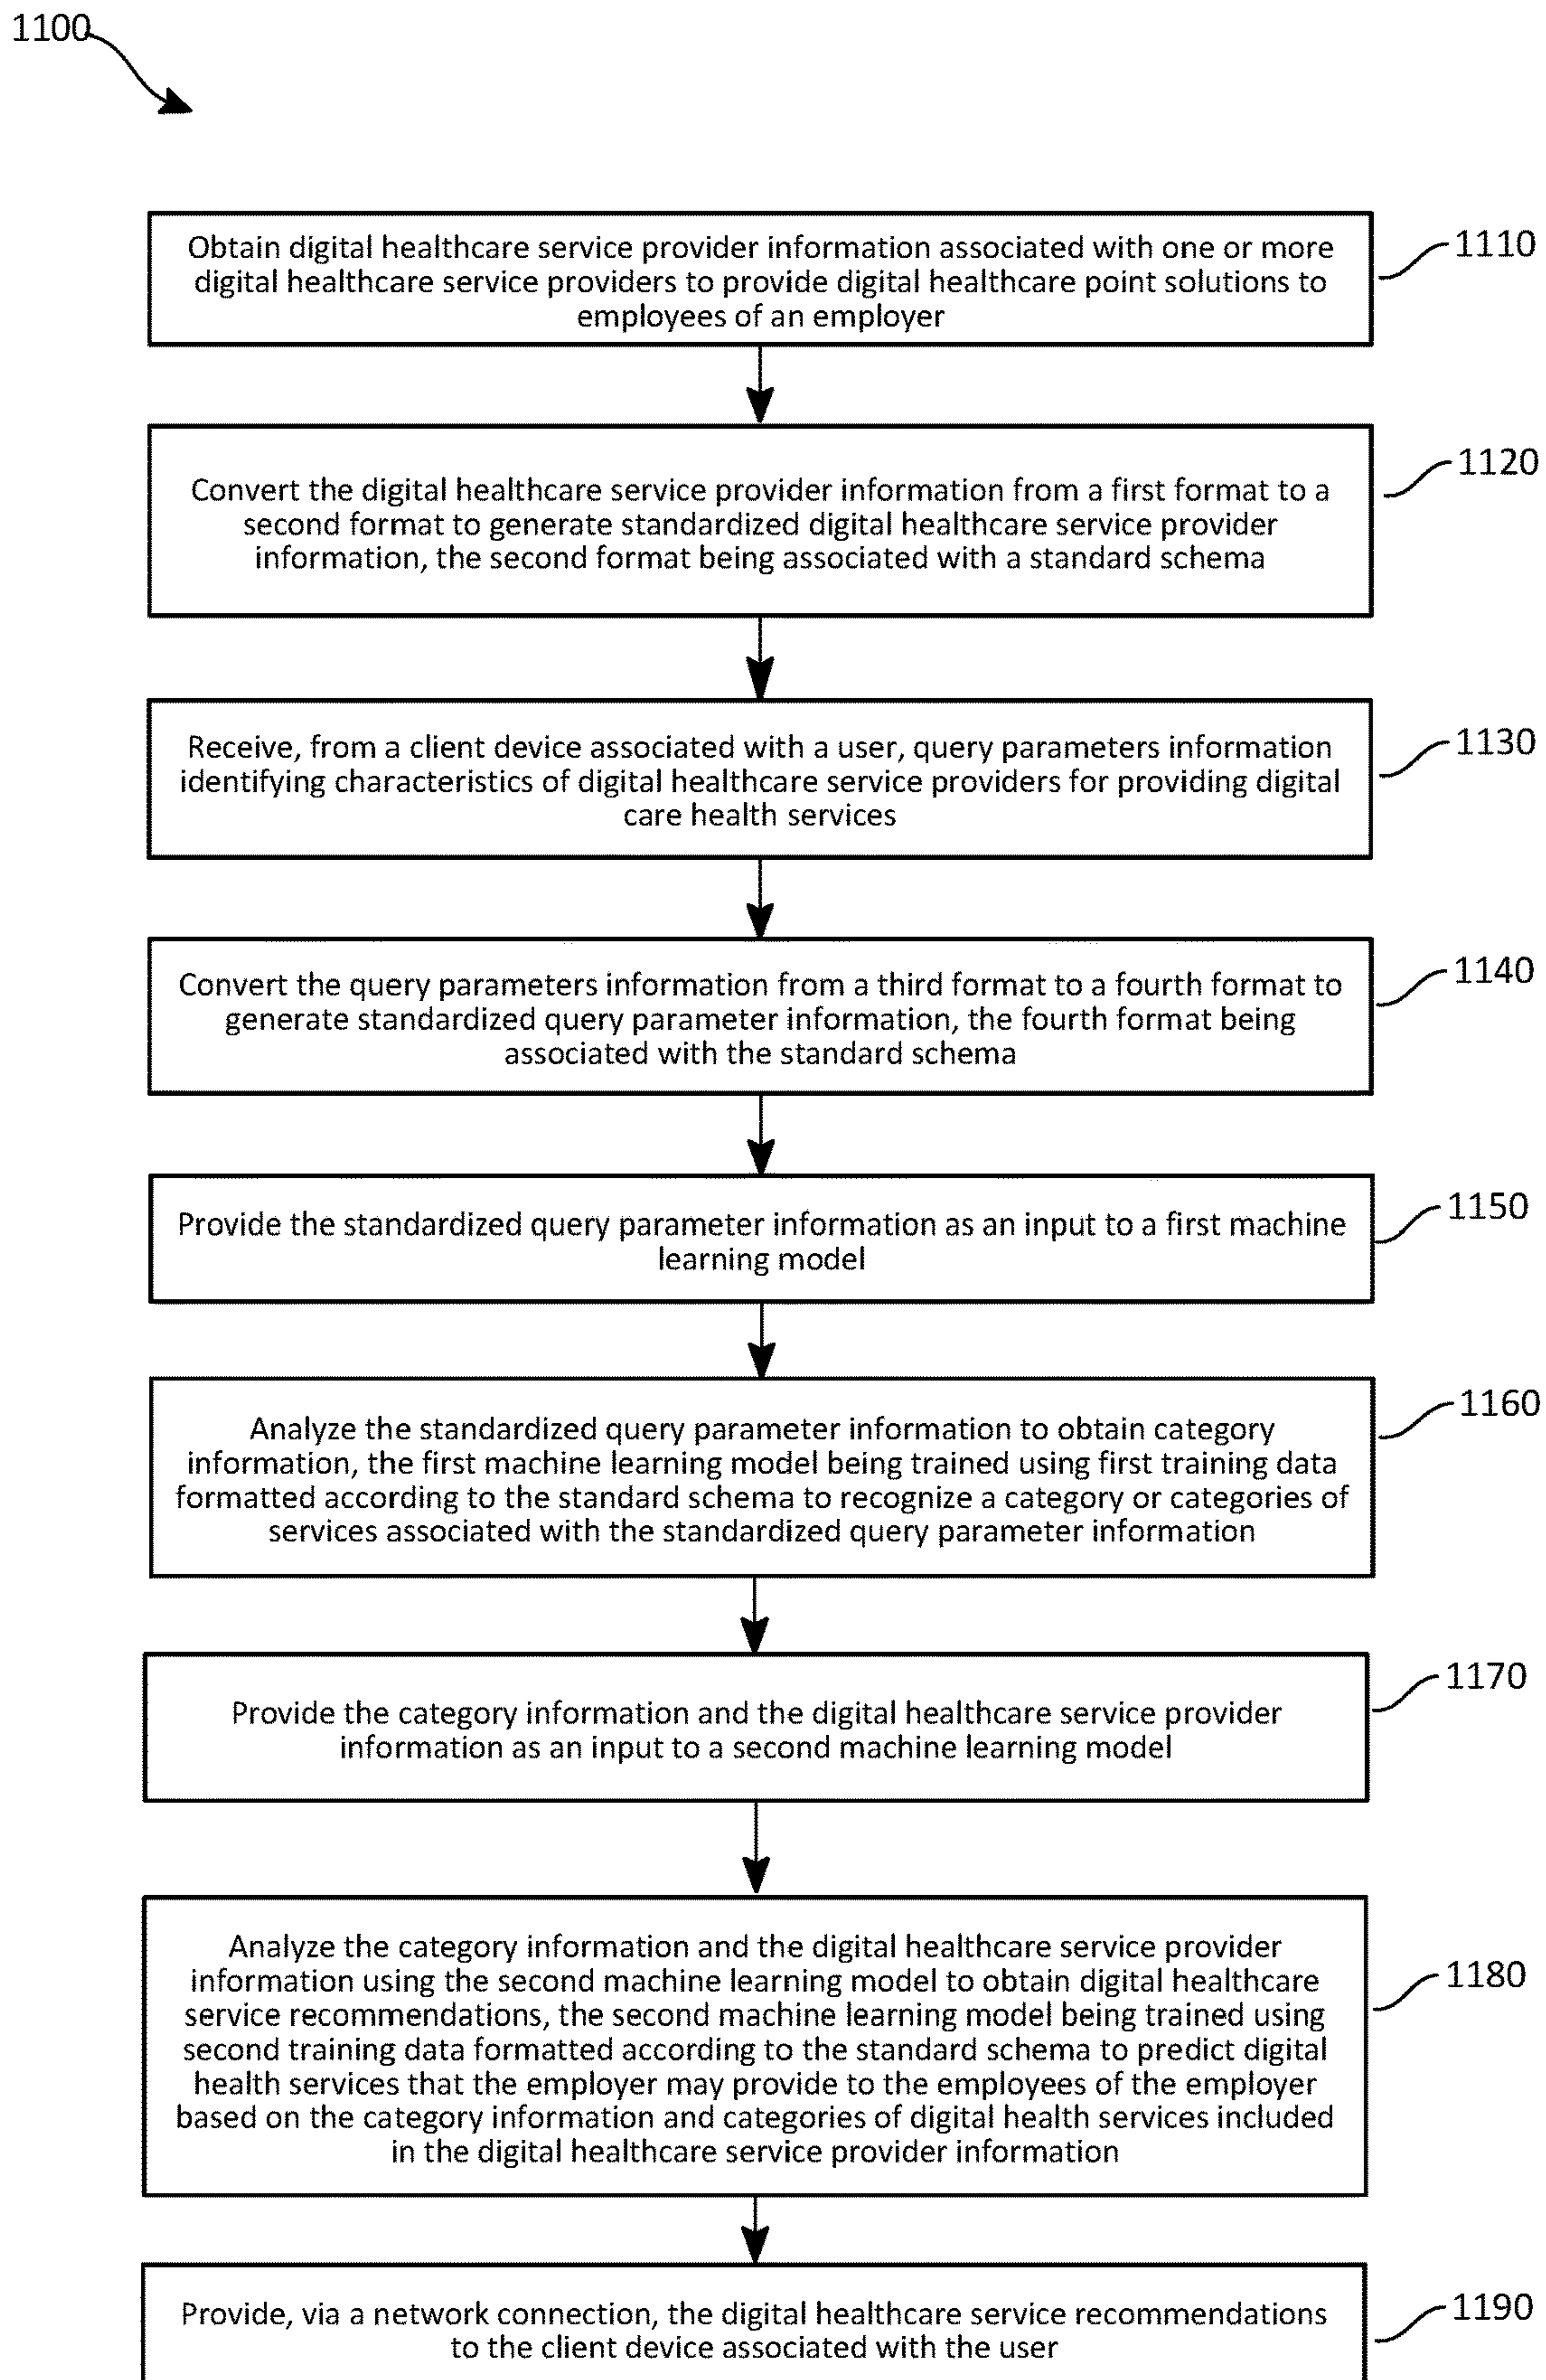 1100
Obtain digital healthcare service provider information associated with one or more
digital healthcare service providers to provide digital healthcare point solutions to
employees of an employer
1110
Convert the digital healthcare service provider information from a first format to a
second format to generate standardized digital healthcare service provider
information, the second format being associated with a standard schema
1120
Receive, from a client device associated with a user, query parameters information
identifying characteristics of digital healthcare service providers for providing digital
care health services
1130
Convert the query parameters information from a third format to a fourth format to
generate standardized query parameter information, the fourth format being
associated with the standard schema
1140
Provide the standardized query parameter information as an input to a first machine
learning model
1150
Analyze the standardized query parameter information to obtain category
information, the first machine learning model being trained using first training data
formatted according to the standard schema to recognize a category or categories of
services associated with the standardized query parameter information
1160
Provide the category information and the digital healthcare service provider
information as an input to a second machine learning model
1170
Analyze the category information and the digital healthcare service provider
information using the second machine learning model to obtain digital healthcare
service recommendations, the second machine learning model being trained using
second training data formatted according to the standard schema to predict digital
health services that the employer may provide to the employees of the employer
based on the category information and categories of digital health services included
in the digital healthcare service provider information
1180
Provide, via a network connection, the digital healthcare service recommendations
to the client device associated with the user
1190